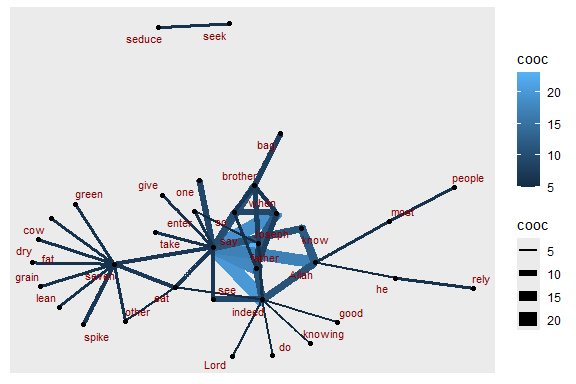 cooc
seduce
seek
20
15
10
5
bag
brother
people
green
give
one
when
most
cow
enter
so
joseph
know
dry
fat
take
say
father
seven
Allah
grain
he
rely
lean
eat
see
other
indeed
good
spike
knowing
Lord
do
cooc
5
10
15
20